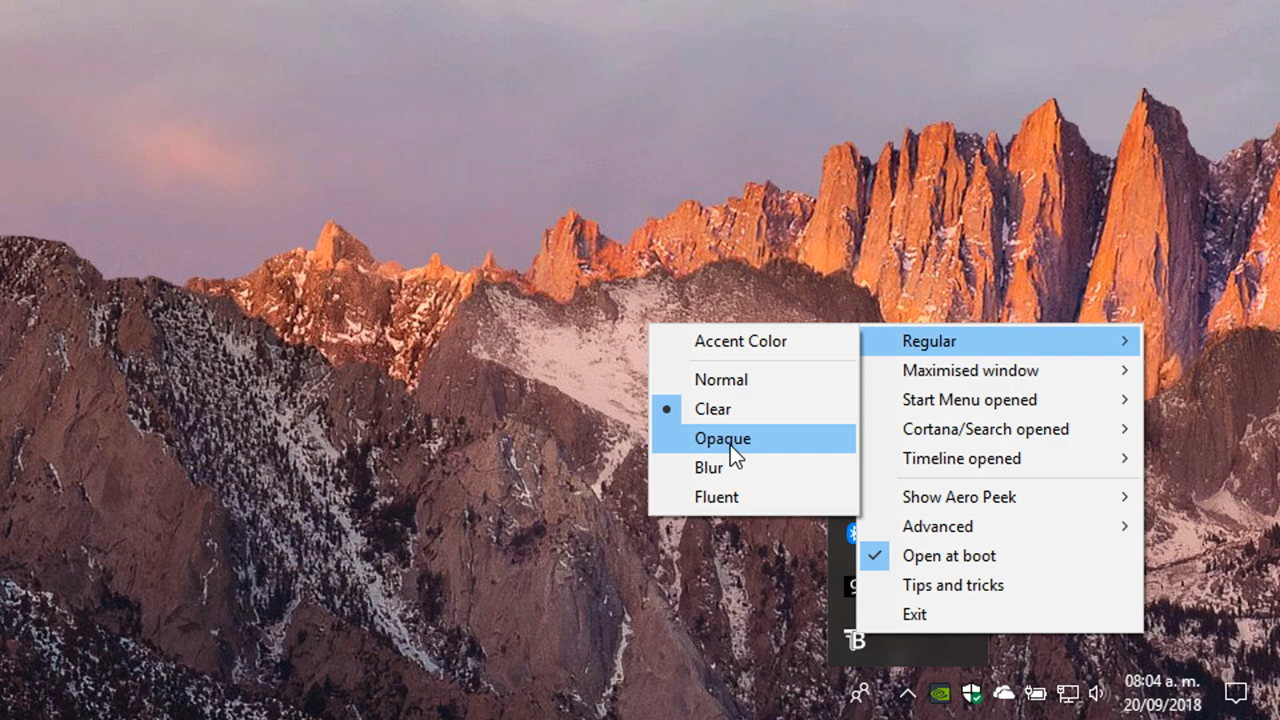 Accent Color
Normal
Clear
Opaque
Blur
Fluent
Regular
Maximised window
Start Menu opened
Cortana/Search opened
Timeline opened
Show Aero Peek
Advanced
Open at boot
Tips and tricks
Exit
08:04 a. m.
20/09/2018